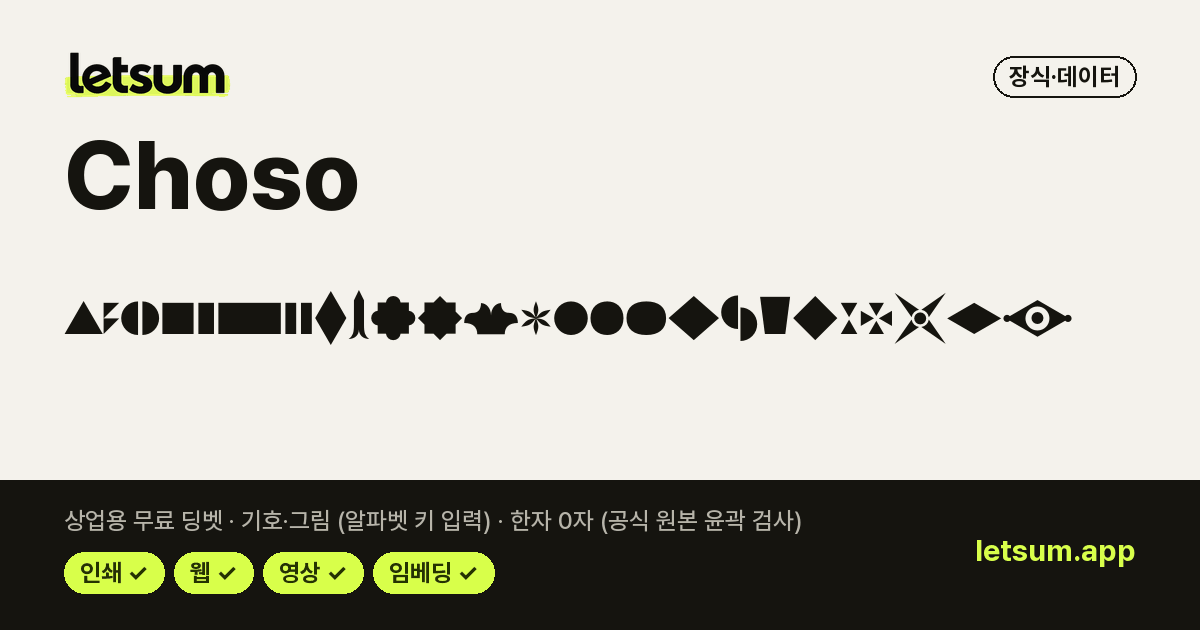 letsum
장식·데이터
Choso
상업용 무료 딩벳 · 기호·그림 (알파벳 키 입력) · 한자 0자 (공식 원본 윤곽 검사)
인쇄 ✓ 웹 ✓ 영상 ✓ 임베딩 ✓
letsum.app